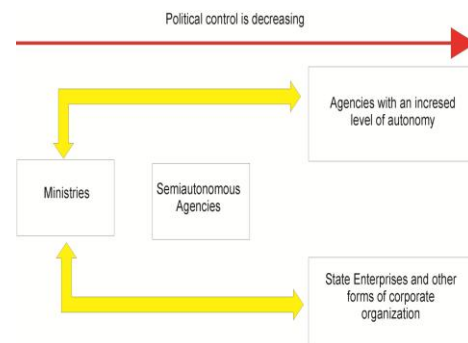 Political control is decreasing
Agencies with an incresed
level of autonomy
Ministries
Semiautonomous
Agencies
State Enterprises and other
forms of corporate
organization